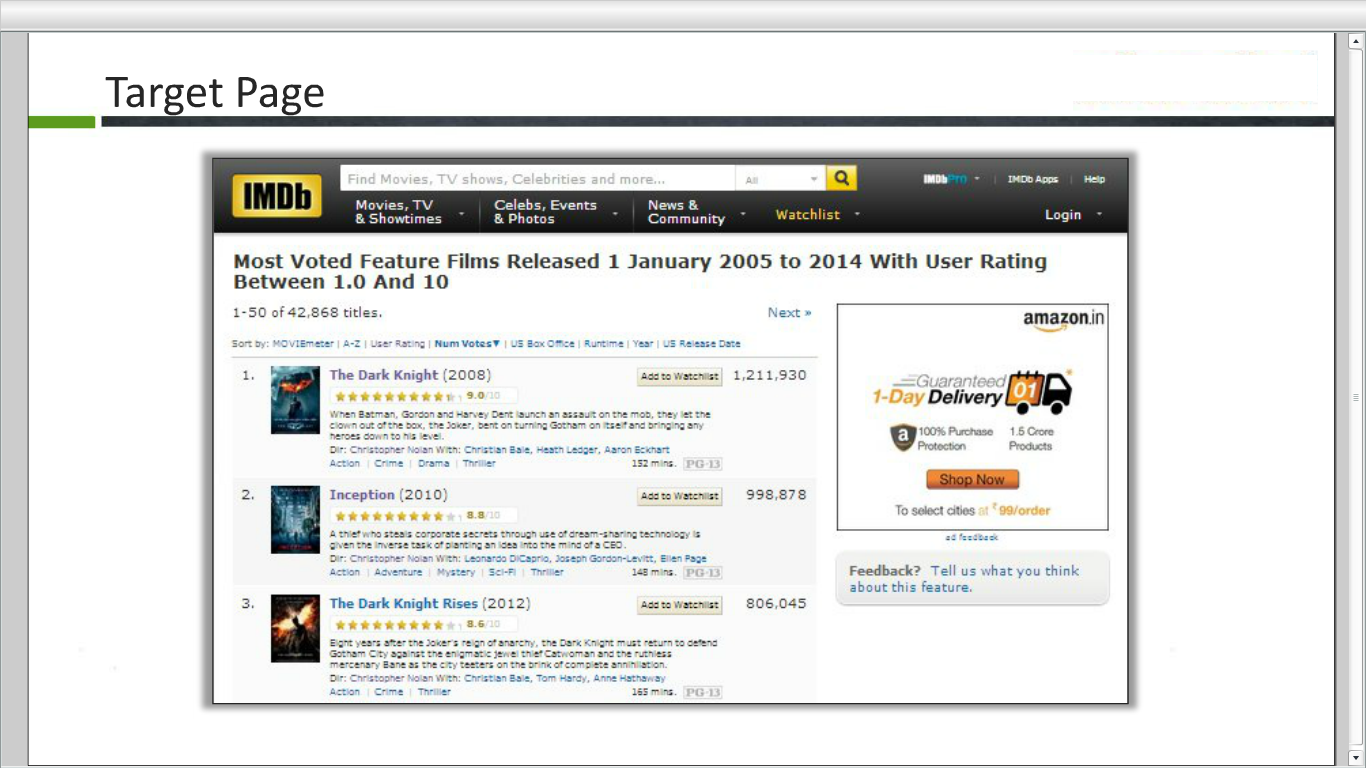 Target Page
IMDb
Find Movies, TV shows, Celebrities and more...
All
IMDbPro
IMDb Apps
Help
Movies, TV
& Showtimes
Celebs, Events
& Photos
News &
Community
Watchlist
Login
Most Voted Feature Films Released 1 January 2005 to 2014 With User Rating
Between 1.0 And 10
1-50 of 42,868 titles.
Next »
Sort by: MOVIEmeter | A-Z | User Rating | Num Votes▼ | US Box Office | Runtime | Year | US Release Date
1. The Dark Knight (2008) Add to Watchlist 1,211,930
9.0/10
When Batman, Gordon and Harvey Dent launch an assault on the mob, they let the
clown out of the box, the Joker, bent on turning Gotham on itself and bringing any
heroes down to his level.
Dir: Christopher Nolan With: Christian Bale, Heath Ledger, Aaron Eckhart
Action | Crime | Drama | Thriller 152 mins. PG-13
2. Inception (2010) Add to Watchlist 998,878
8.8/10
A thief who steals corporate secrets through use of dream-sharing technology is
given the inverse task of planting an idea into the mind of a CEO.
Dir: Christopher Nolan With: Leonardo DiCaprio, Joseph Gordon-Levitt, Ellen Page
Action | Adventure | Mystery | Sci-Fi | Thriller 148 mins. PG-13
3. The Dark Knight Rises (2012) Add to Watchlist 806,045
8.6/10
Eight years after the Joker's reign of anarchy, the Dark Knight must return to defend
Gotham City against the enigmatic jewel thief Catwoman and the ruthless
mercenary Bane as the city teeters on the brink of complete annihilation.
Dir: Christopher Nolan With: Christian Bale, Tom Hardy, Anne Hathaway
Action | Crime | Thriller 165 mins. PG-13
amazon.in
Guaranteed
1-Day Delivery
01
a
100% Purchase
Protection
1.5 Crore
Products
Shop Now
To select cities at ₹99/order
ad feedback
Feedback? Tell us what you think
about this feature.